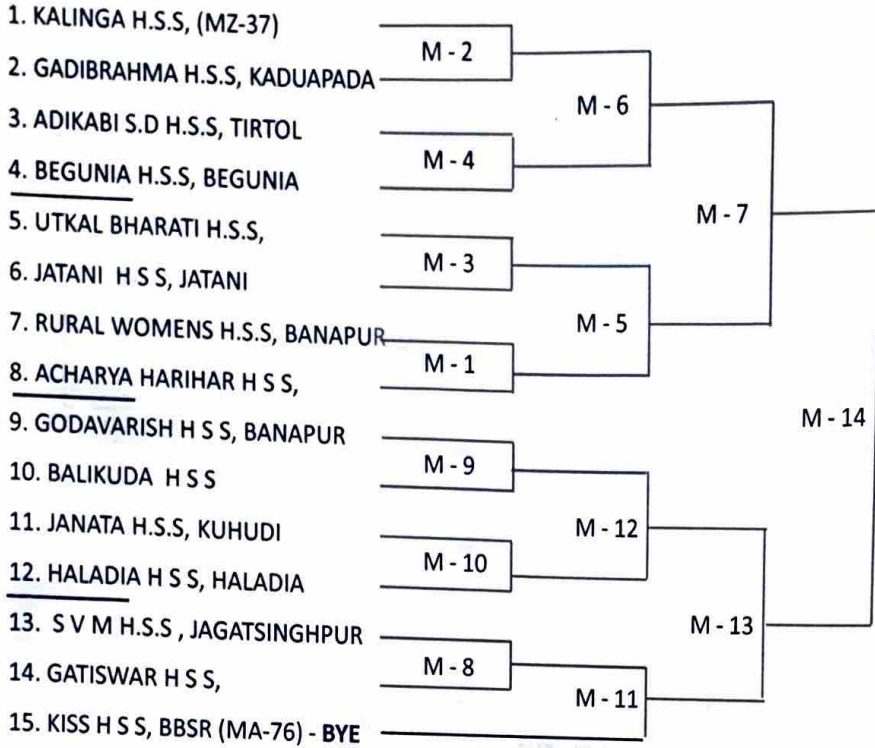 1. KALINGA H.S.S, (MZ-37)
M - 2
2. GADIBRAHMA H.S.S, KADUAPADA
M - 6
3. ADIKABI S.D H.S.S, TIRTOL
M - 4
4. BEGUNIA H.S.S, BEGUNIA
M - 7
5. UTKAL BHARATI H.S.S,
M - 3
6. JATANI H S S, JATANI
M - 5
7. RURAL WOMENS H.S.S, BANAPUR
M - 1
8. ACHARYA HARIHAR H S S,
M - 14
9. GODAVARISH H S S, BANAPUR
M - 9
10. BALIKUDA H S S
M - 12
11. JANATA H.S.S, KUHUDI
M - 10
12. HALADIA H S S, HALADIA
M - 13
13. S V M H.S.S , JAGATSINGHPUR
M - 8
14. GATISWAR H S S,
M - 11
15. KISS H S S, BBSR (MA-76) - BYE